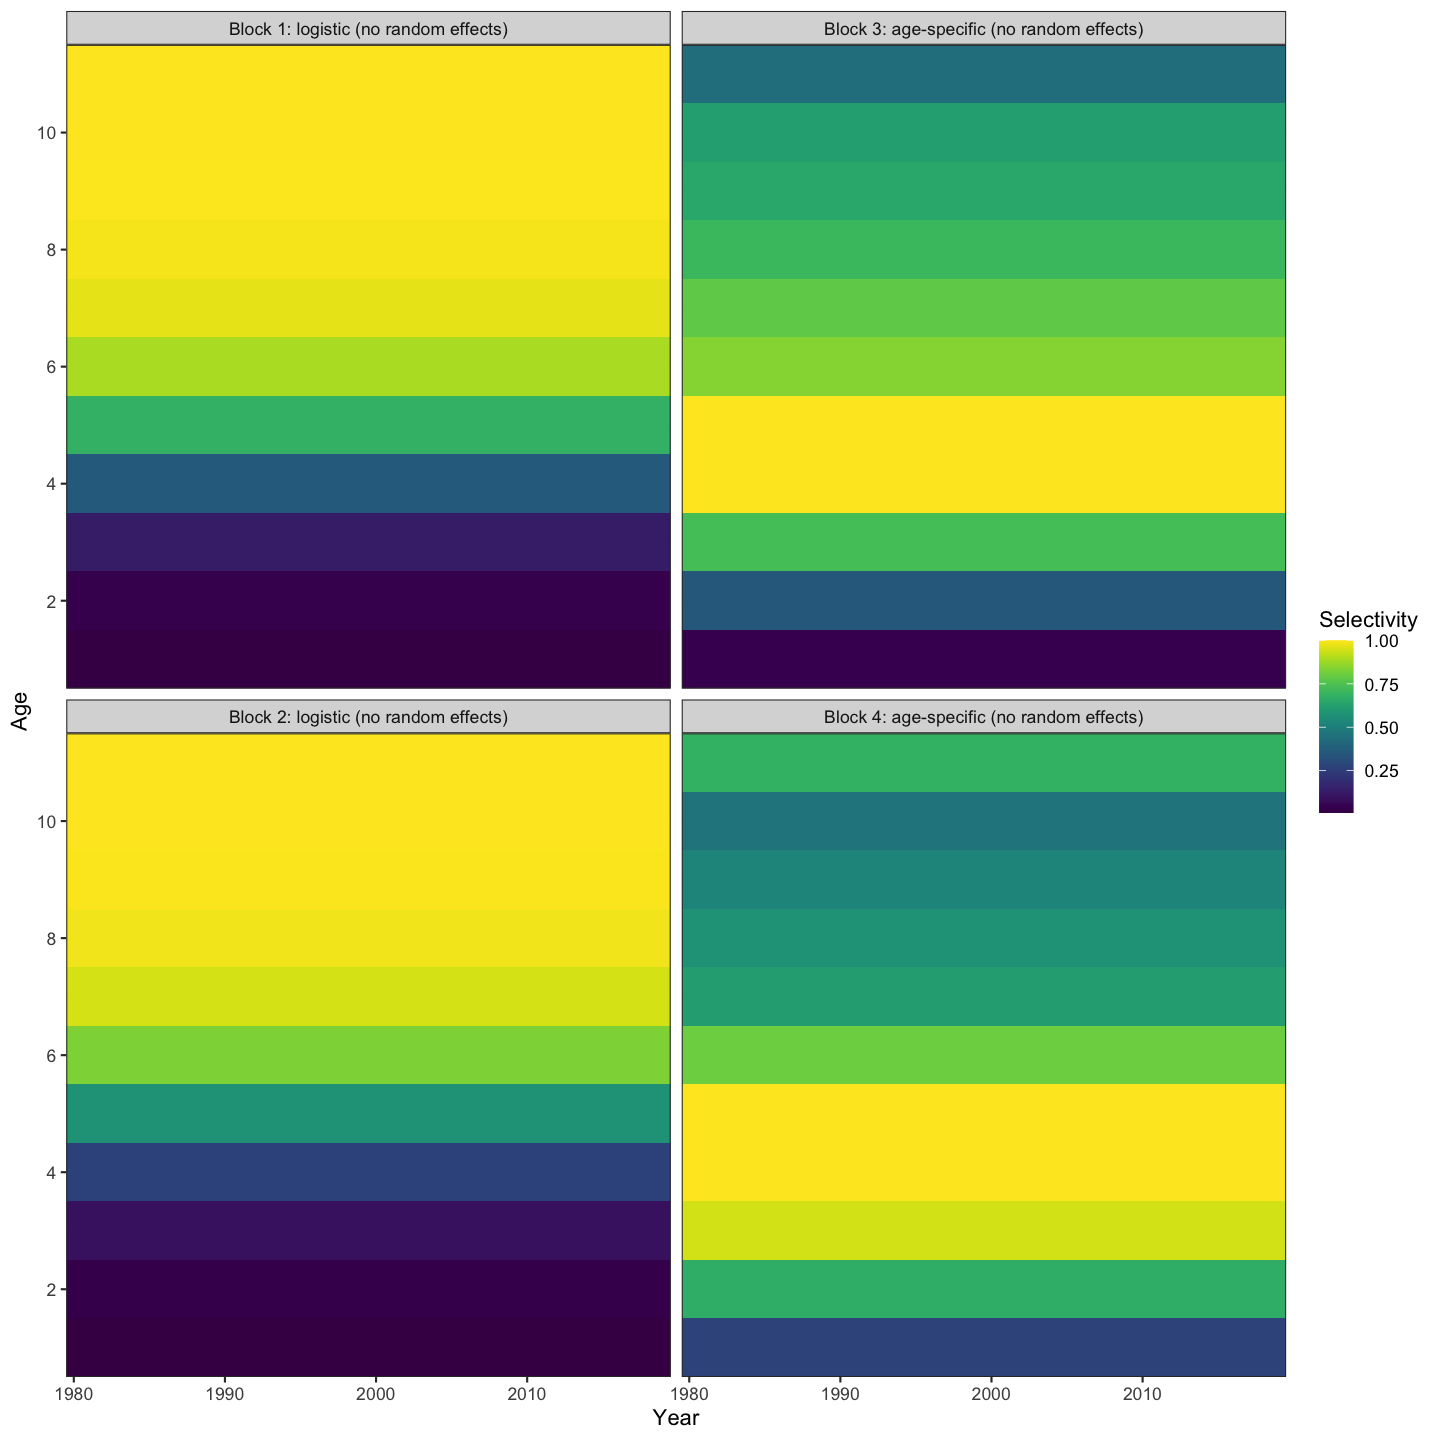 Block 1: logistic (no random effects)
Block 3: age-specific (no random effects)
10
8
6
4
2
Selectivity
1.00
0.75
0.50
0.25
Age
Block 2: logistic (no random effects)
Block 4: age-specific (no random effects)
10
8
6
4
2
1980 1990 2000 2010
1980 1990 2000 2010
Year